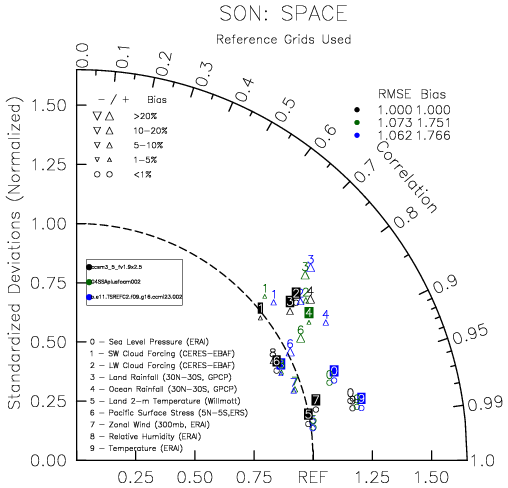 SON: SPACE
Reference Grids Used
0.0
0.1
0.2
0.3
0.4
0.5
0.6
0.7
0.8
0.9
0.95
0.99
1.0
Correlation
Standardized Deviations (Normalized)
1.50
1.25
1.00
0.75
0.50
0.25
0.00
0.25
0.50
0.75
REF
1.25
1.50
- / + Bias
>20%
10-20%
5-10%
1-5%
<1%
RMSE Bias
1.000 1.000
1.073 1.751
1.062 1.766
0 - Sea Level Pressure (ERAI)
1 - SW Cloud Forcing (CERES-EBAF)
2 - LW Cloud Forcing (CERES-EBAF)
3 - Land Rainfall (30N-30S, GPCP)
4 - Ocean Rainfall (30N-30S, GPCP)
5 - Land 2-m Temperature (Willmott)
6 - Pacific Surface Stress (5N-5S,ERS)
7 - Zonal Wind (300mb, ERAI)
8 - Relative Humidity (ERAI)
9 - Temperature (ERAI)